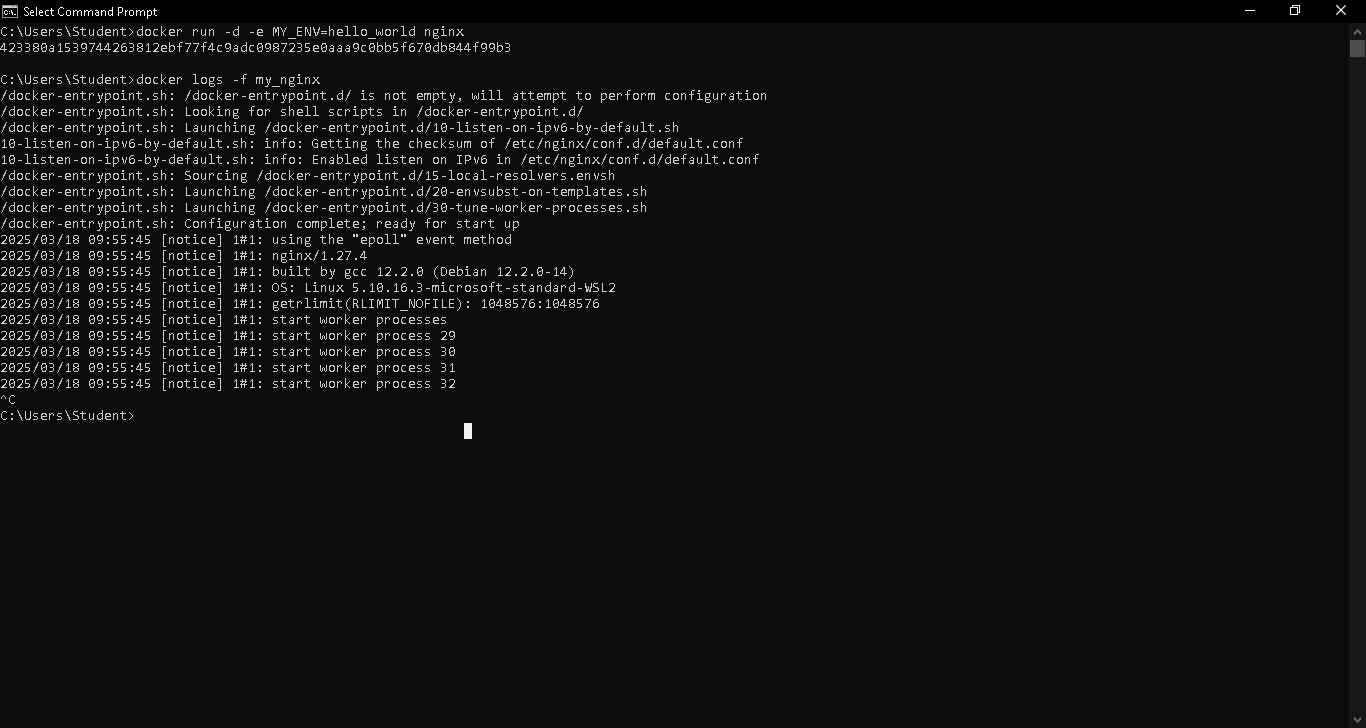 Select Command Prompt
C:\Users\Student>docker run -d -e MY_ENV=hello_world nginx
423380a1539744263812ebf77f4c9adc0987235e0aaa9c0bb5f670db844f99b3
C:\Users\Student>docker logs -f my_nginx
/docker-entrypoint.sh: /docker-entrypoint.d/ is not empty, will attempt to perform configuration
/docker-entrypoint.sh: Looking for shell scripts in /docker-entrypoint.d/
/docker-entrypoint.sh: Launching /docker-entrypoint.d/10-listen-on-ipv6-by-default.sh
10-listen-on-ipv6-by-default.sh: info: Getting the checksum of /etc/nginx/conf.d/default.conf
10-listen-on-ipv6-by-default.sh: info: Enabled listen on IPv6 in /etc/nginx/conf.d/default.conf
/docker-entrypoint.sh: Sourcing /docker-entrypoint.d/15-local-resolvers.envsh
/docker-entrypoint.sh: Launching /docker-entrypoint.d/20-envsubst-on-templates.sh
/docker-entrypoint.sh: Launching /docker-entrypoint.d/30-tune-worker-processes.sh
/docker-entrypoint.sh: Configuration complete; ready for start up
2025/03/18 09:55:45 [notice] 1#1: using the "epoll" event method
2025/03/18 09:55:45 [notice] 1#1: nginx/1.27.4
2025/03/18 09:55:45 [notice] 1#1: built by gcc 12.2.0 (Debian 12.2.0-14)
2025/03/18 09:55:45 [notice] 1#1: OS: Linux 5.10.16.3-microsoft-standard-WSL2
2025/03/18 09:55:45 [notice] 1#1: getrlimit(RLIMIT_NOFILE): 1048576:1048576
2025/03/18 09:55:45 [notice] 1#1: start worker processes
2025/03/18 09:55:45 [notice] 1#1: start worker process 29
2025/03/18 09:55:45 [notice] 1#1: start worker process 30
2025/03/18 09:55:45 [notice] 1#1: start worker process 31
2025/03/18 09:55:45 [notice] 1#1: start worker process 32
^C
C:\Users\Student>